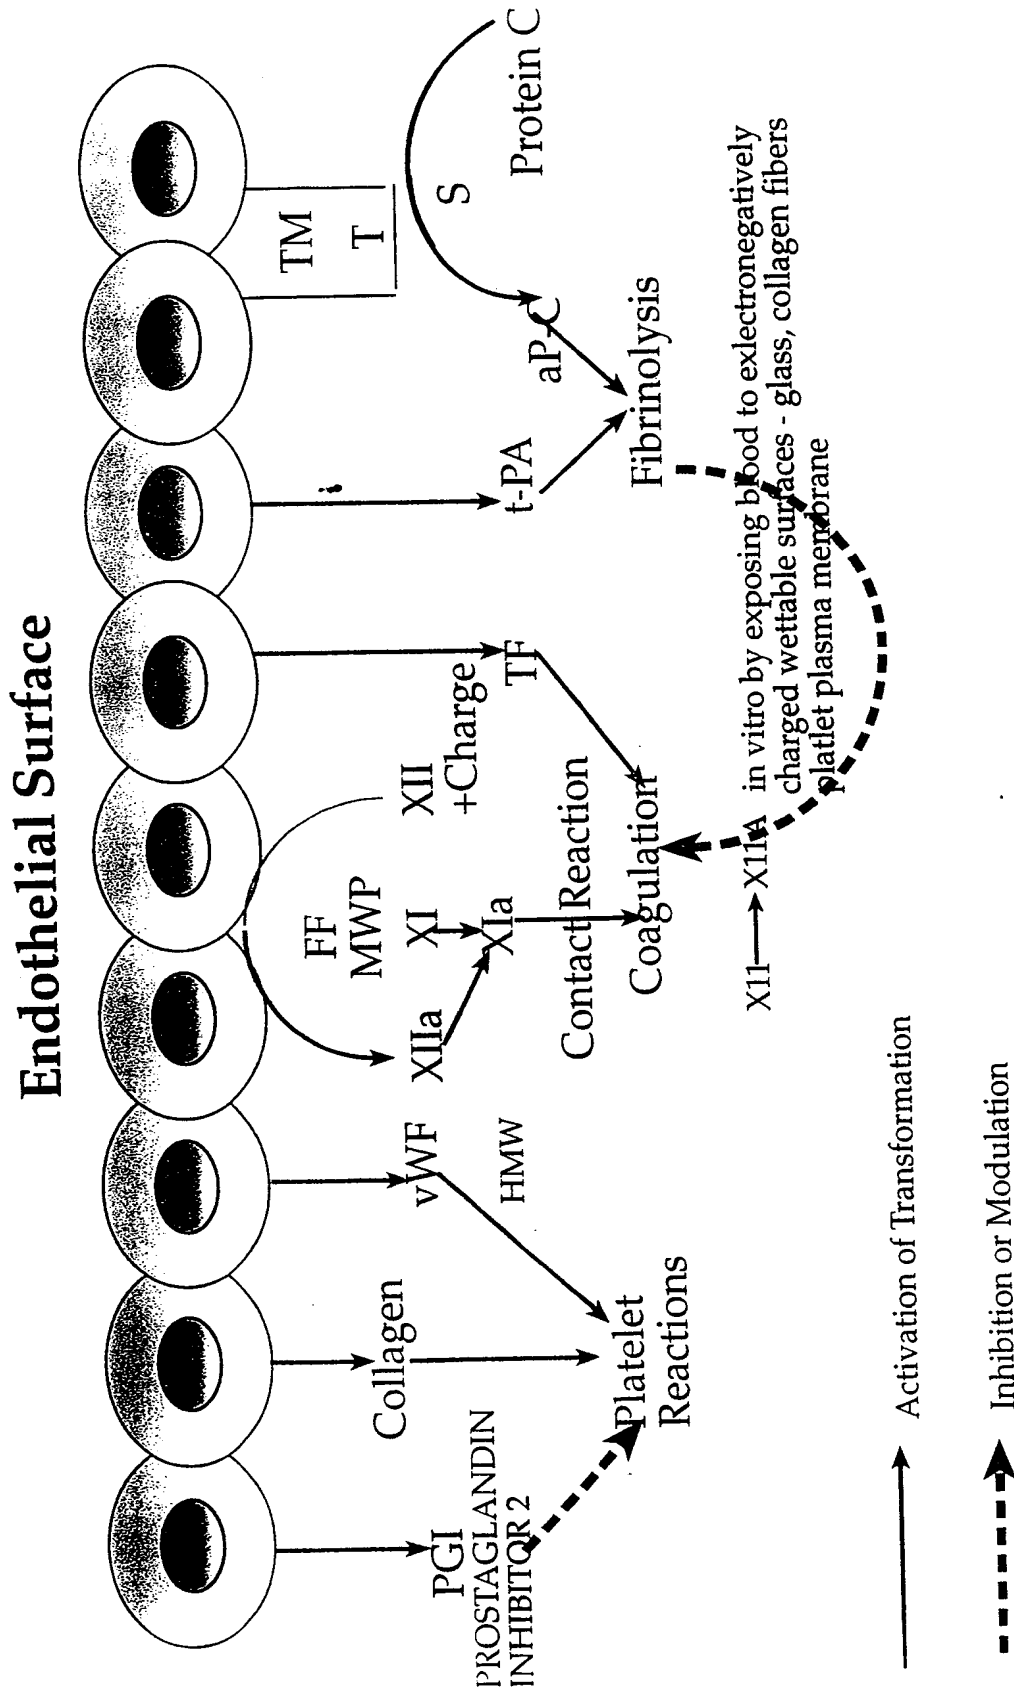 Endothelial Surface
PGI
PROSTAGLANDIN
INHIBITOR 2
Collagen
vWF
HMW
Platelet
Reactions
XIIa
FF
MWP
XI
XIa
XII
+Charge
Contact Reaction
Coagulation
TF
t-PA
TM
T
S
Protein C
aP-C
Fibrinolysis
X11 X11A in vitro by exposing blood to exlectronegatively
charged wettable surfaces - glass, collagen fibers
platlet plasma membrane
Activation of Transformation
Inhibition or Modulation